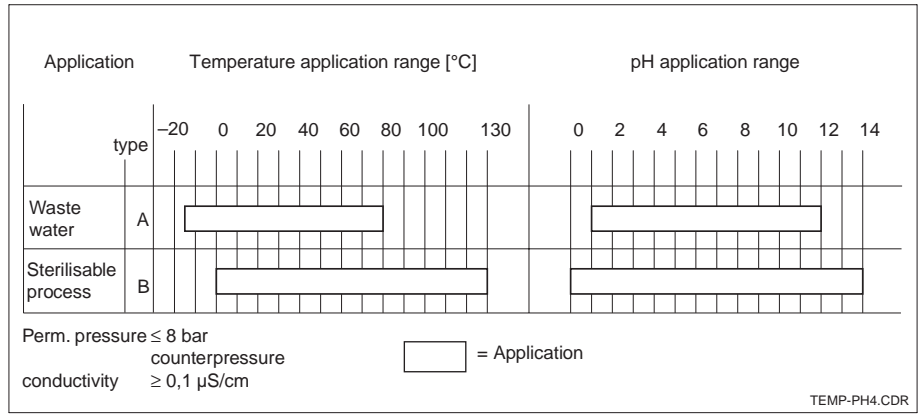 Application Temperature application range [°C] pH application range
type –20 0 20 40 60 80 100 130 0 2 4 6 8 10 12 14
Waste
water A
Sterilisable
process B
Perm. pressure ≤ 8 bar
counterpressure
conductivity ≥ 0,1 µS/cm
= Application
TEMP-PH4.CDR